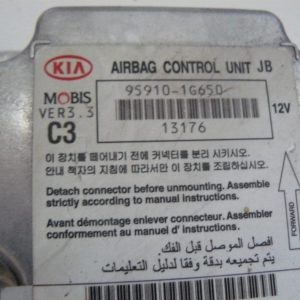 KIA
AIRBAG CONTROL UNIT JB
MOBIS
95910-1G650
VER3.3
12V
C3
13176
이 장치를 떼어내기 전에 커넥터를 분리 시키시오.
안내 책자의 지침에 따라서만 이 장치를 조립하십시오
Detach connector before unmounting. Assemble
strictly according to manual instructions.
Avant démontage enlever connecteur. Assembler
conformement au manuel d' instructions.
افصل الموصل قبل الفك.
يتم تجميعه بدقة وفقا لدليل التعليمات
FORWARD